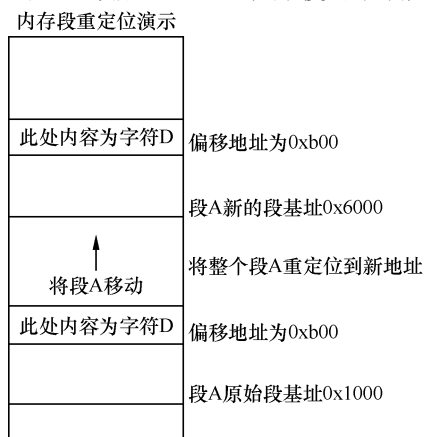 内存段重定位演示
此处内容为字符D
偏移地址为0xb00
段A新的段基址0x6000
将整个段A重定位到新地址
将段A移动
此处内容为字符D
偏移地址为0xb00
段A原始段基址0x1000